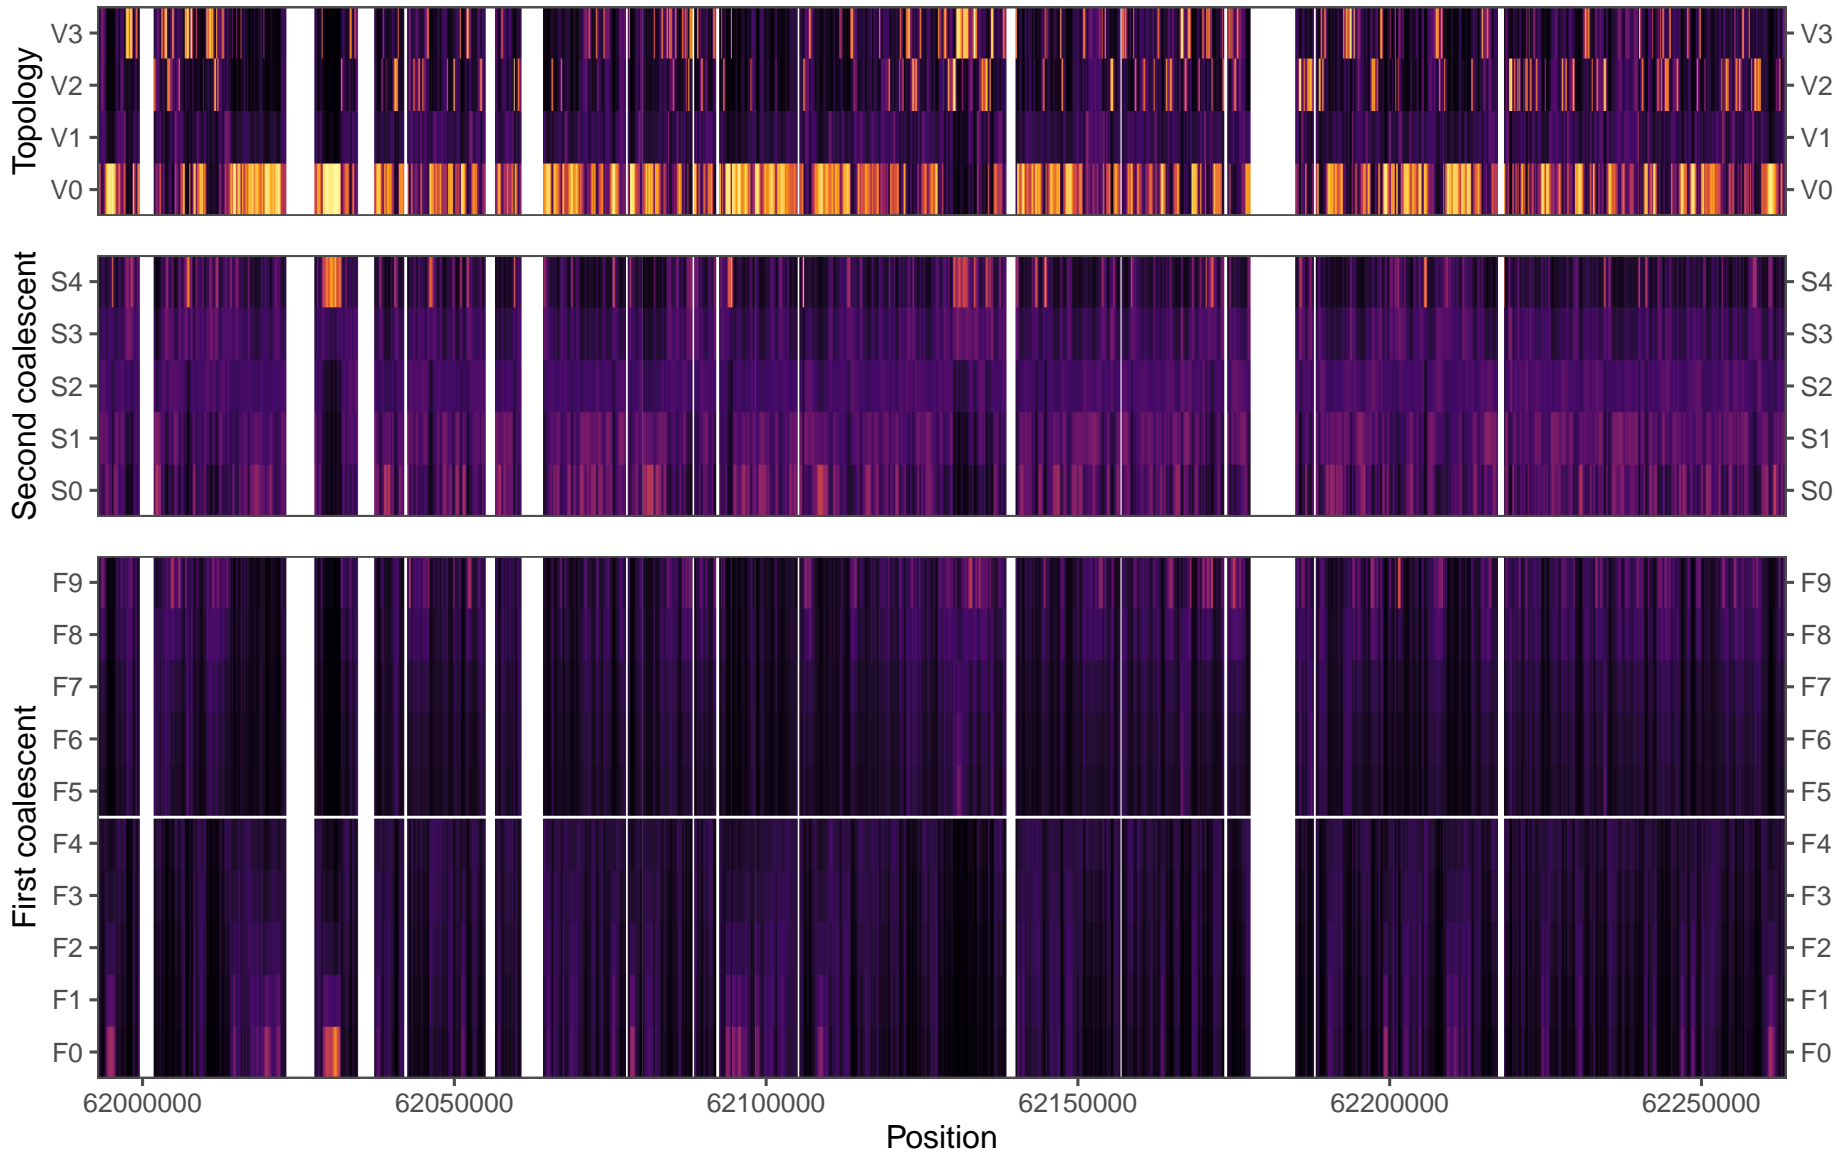 Topology
V3
V2
V1
V0
V3
V2
V1
V0
Second coalescent
S4
S3
S2
S1
S0
S4
S3
S2
S1
S0
First coalescent
F9
F8
F7
F6
F5
F4
F3
F2
F1
F0
F9
F8
F7
F6
F5
F4
F3
F2
F1
F0
62000000 62050000 62100000 62150000 62200000 62250000
Position